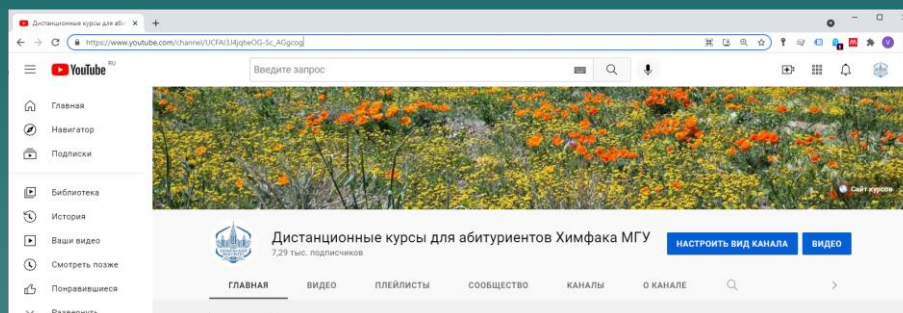 Дистанционные курсы для аби
https://www.youtube.com/channel/UCFAI3J4jqheOG-Sc_AGgcog
YouTube RU
Введите запрос
Главная
Навигатор
Подписки
Библиотека
История
Ваши видео
Смотреть позже
Понравившиеся
Развернуть
Сайт курсов
Дистанционные курсы для абитуриентов Химфака МГУ
7,29 тыс. подписчиков
НАСТРОИТЬ ВИД КАНАЛА
ВИДЕО
ГЛАВНАЯ ВИДЕО ПЛЕЙЛИСТЫ СООБЩЕСТВО КАНАЛЫ О КАНАЛЕ